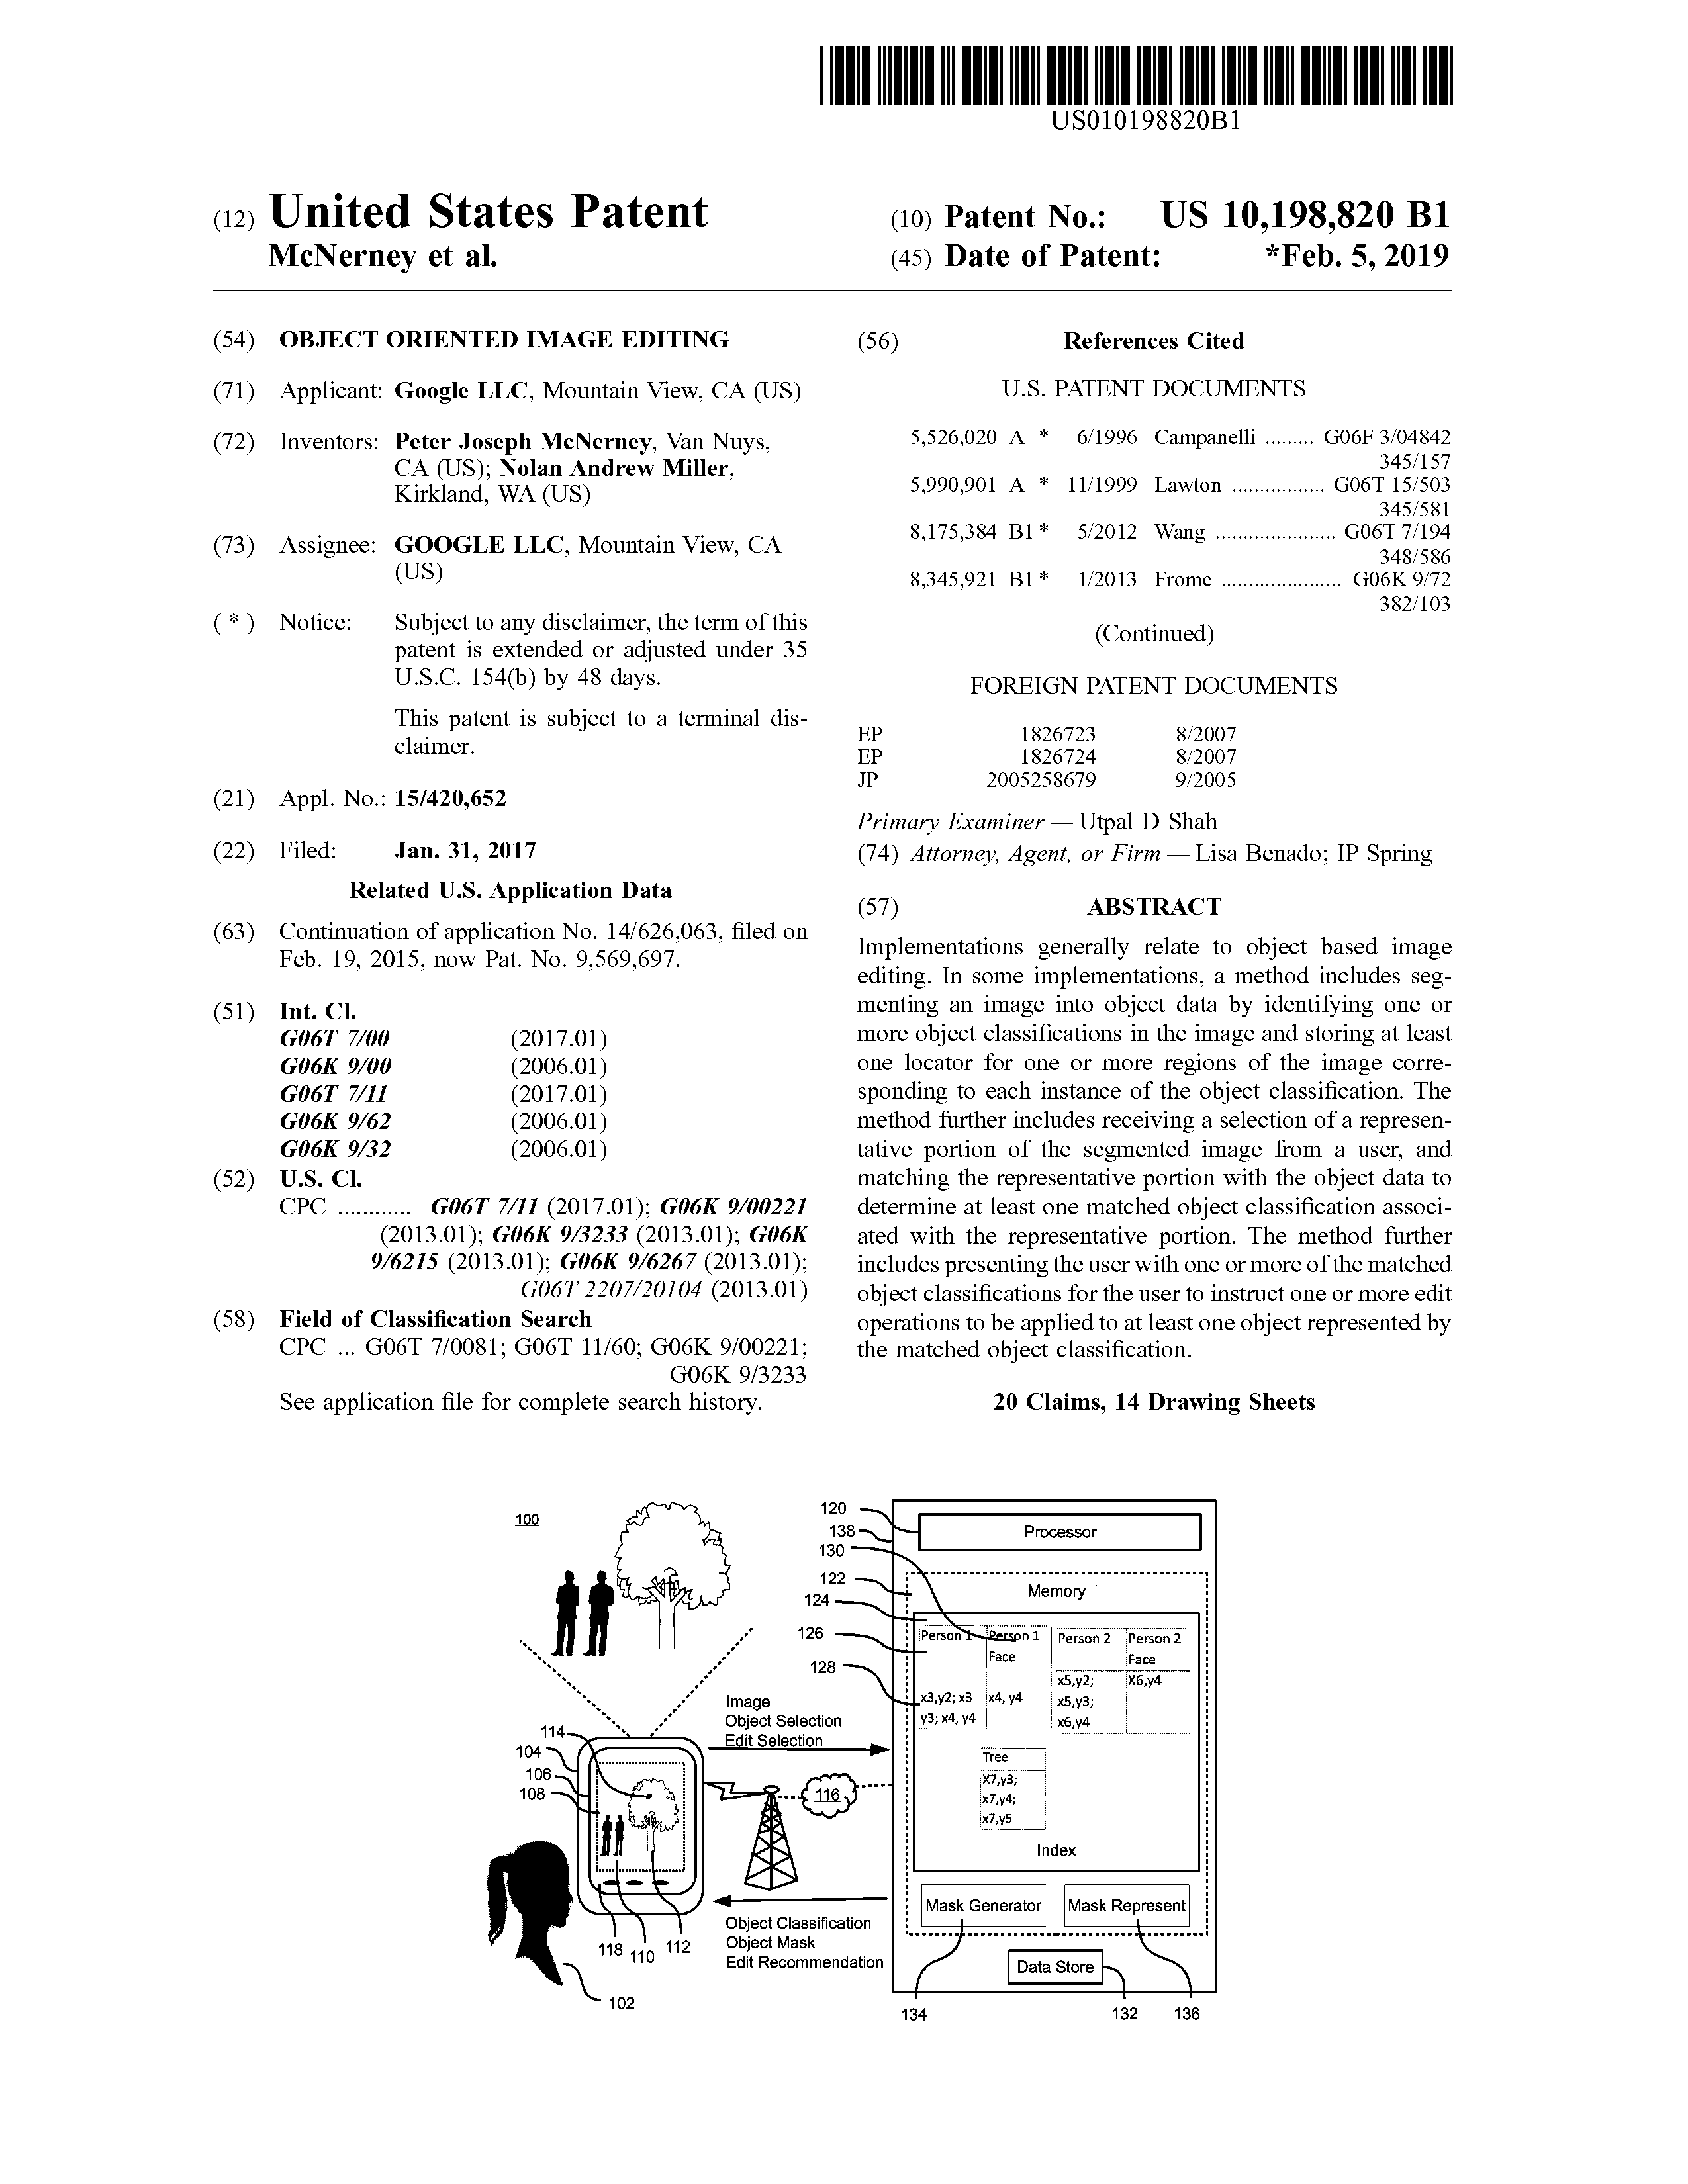 US010198820B1
(12) United States Patent
McNerney et al.
(10) Patent No.: US 10,198,820 B1
(45) Date of Patent: *Feb. 5, 2019
(54) OBJECT ORIENTED IMAGE EDITING
(71) Applicant: Google LLC, Mountain View, CA (US)
(72) Inventors: Peter Joseph McNerney, Van Nuys,
CA (US); Nolan Andrew Miller,
Kirkland, WA (US)
(73) Assignee: GOOGLE LLC, Mountain View, CA
(US)
( * ) Notice: Subject to any disclaimer, the term of this
patent is extended or adjusted under 35
U.S.C. 154(b) by 48 days.
This patent is subject to a terminal dis-
claimer.
(21) Appl. No.: 15/420,652
(22) Filed: Jan. 31, 2017
Related U.S. Application Data
(63) Continuation of application No. 14/626,063, filed on
Feb. 19, 2015, now Pat. No. 9,569,697.
(51) Int. Cl.
G06T 7/00 (2017.01)
G06K 9/00 (2006.01)
G06T 7/11 (2017.01)
G06K 9/62 (2006.01)
G06K 9/32 (2006.01)
(52) U.S. Cl.
CPC ............ G06T 7/11 (2017.01); G06K 9/00221
(2013.01); G06K 9/3233 (2013.01); G06K
9/6215 (2013.01); G06K 9/6267 (2013.01);
G06T 2207/20104 (2013.01)
(58) Field of Classification Search
CPC ... G06T 7/0081; G06T 11/60; G06K 9/00221;
G06K 9/3233
See application file for complete search history.
(56) References Cited
U.S. PATENT DOCUMENTS
5,526,020 A * 6/1996 Campanelli ......... G06F 3/04842
345/157
5,990,901 A * 11/1999 Lawton ................. G06T 15/503
345/581
8,175,384 B1 * 5/2012 Wang ...................... G06T 7/194
348/586
8,345,921 B1 * 1/2013 Frome ...................... G06K 9/72
382/103
(Continued)
FOREIGN PATENT DOCUMENTS
EP 1826723 8/2007
EP 1826724 8/2007
JP 2005258679 9/2005
Primary Examiner — Utpal D Shah
(74) Attorney, Agent, or Firm — Lisa Benado; IP Spring
(57) ABSTRACT
Implementations generally relate to object based image
editing. In some implementations, a method includes seg-
menting an image into object data by identifying one or
more object classifications in the image and storing at least
one locator for one or more regions of the image corre-
sponding to each instance of the object classification. The
method further includes receiving a selection of a represen-
tative portion of the segmented image from a user, and
matching the representative portion with the object data to
determine at least one matched object classification associ-
ated with the representative portion. The method further
includes presenting the user with one or more of the matched
object classifications for the user to instruct one or more edit
operations to be applied to at least one object represented by
the matched object classification.
20 Claims, 14 Drawing Sheets
100
114
104
106
108
118 110 112
102
Image
Object Selection
Edit Selection
116
Object Classification
Object Mask
Edit Recommendation
120
138
130
122
124
126
128
Processor
Memory
Person 1 Person 1
Face
x3,y2; x3 x4, y4
y3; x4, y4
Person 2 Person 2
Face
x5,y2; X6,y4
x5,y3;
x6,y4
Tree
X7,y3;
x7,y4;
x7,y5
Index
Mask Generator Mask Represent
Data Store
134 132 136